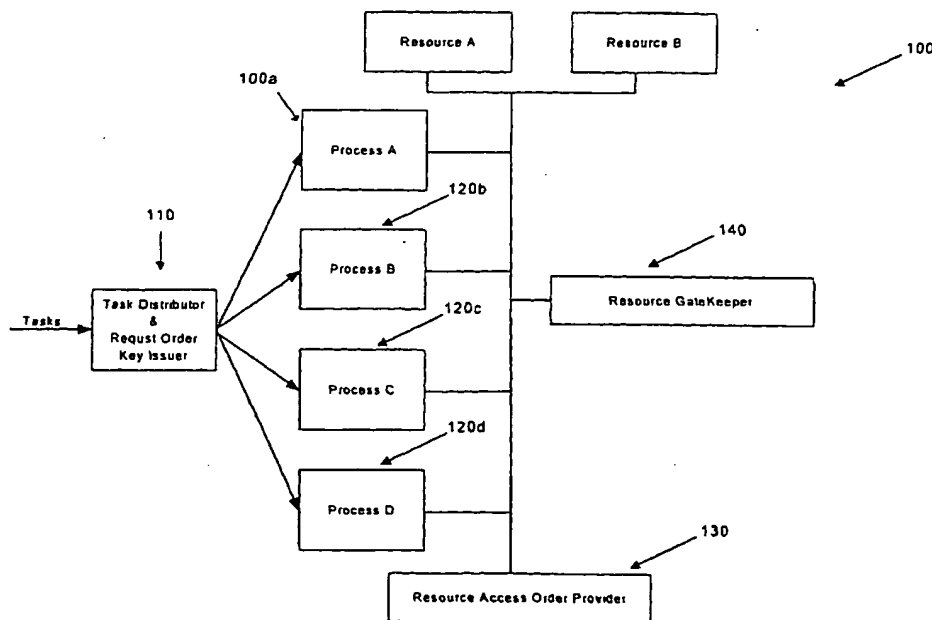 Resource A
Resource B
100
100a
Process A
120b
110
Process B
140
Task Distributor
&
Requst Order
Key Issuer
Tasks
Resource GateKeeper
120c
Process C
120d
Process D
130
Resource Access Order Provider